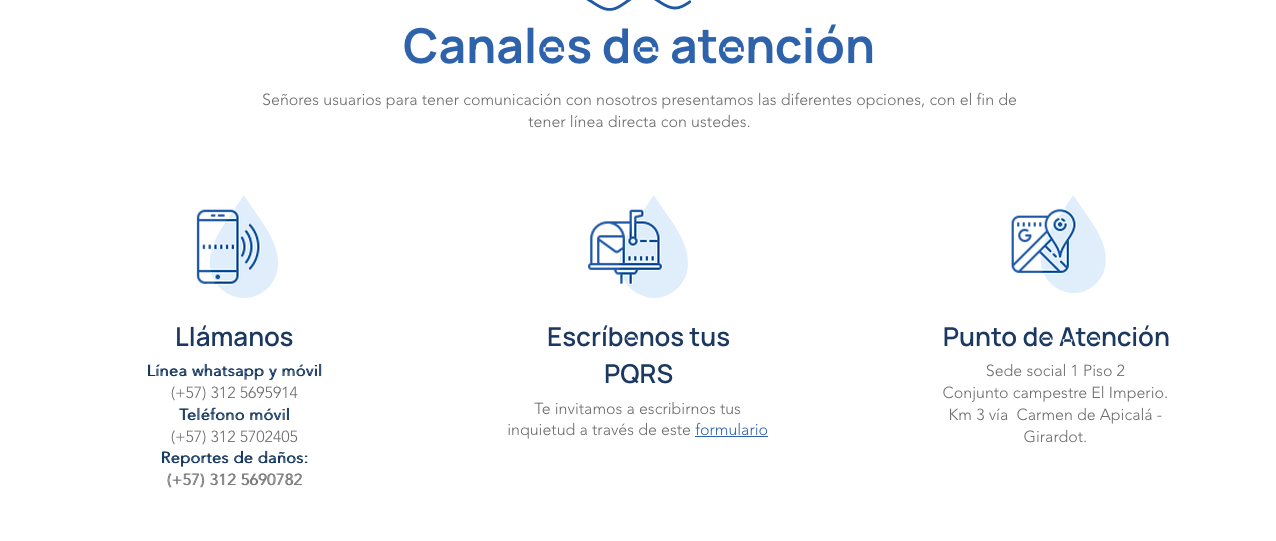 Canales de atención
Señores usuarios para tener comunicación con nosotros presentamos las diferentes opciones, con el fin de
tener línea directa con ustedes.
Llámanos
Línea whatsapp y móvil
(+57) 312 5695914
Teléfono móvil
(+57) 312 5702405
Reportes de daños:
(+57) 312 5690782
Escríbenos tus
PQRS
Te invitamos a escribirnos tus
inquietud a través de este formulario
G
Punto de Atención
Sede social 1 Piso 2
Conjunto campestre El Imperio.
Km 3 vía  Carmen de Apicalá -
Girardot.